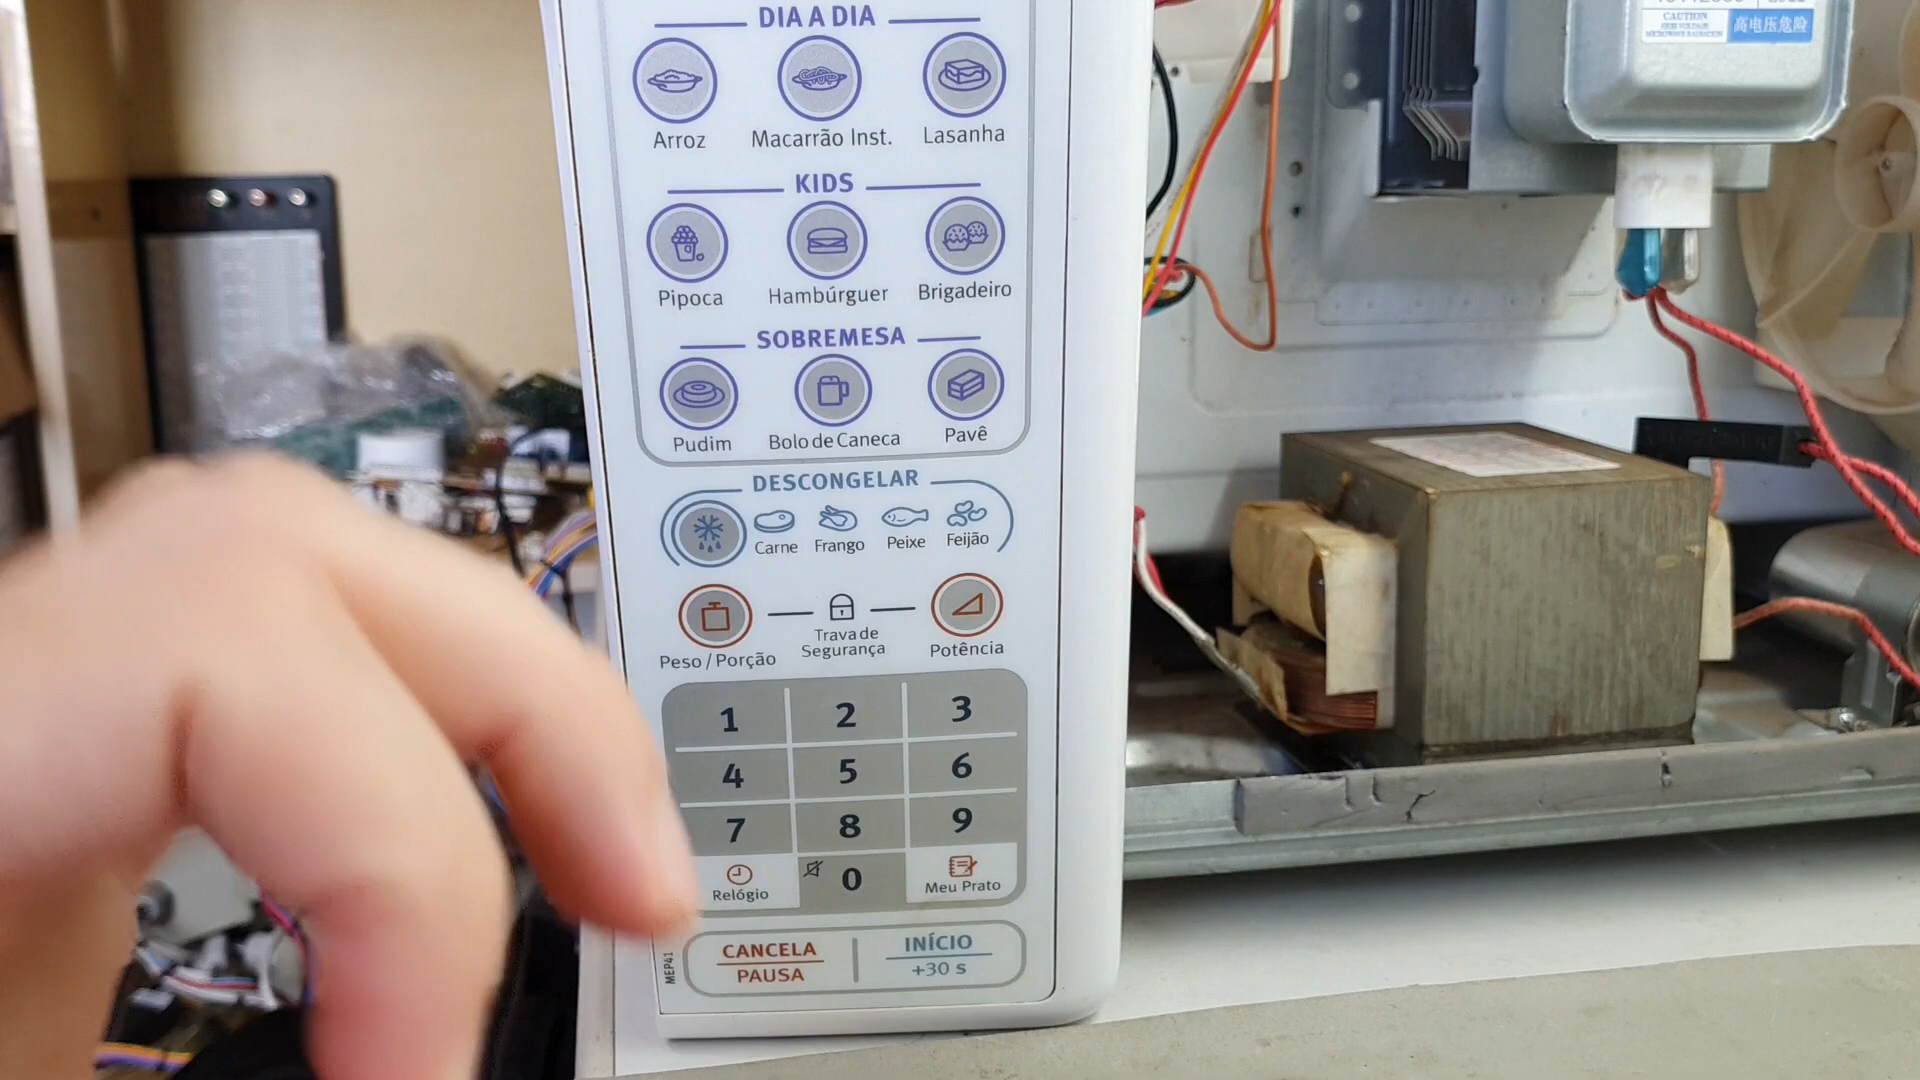 DIA A DIA
Arroz
Macarrão Inst.
Lasanha
KIDS
Pipoca
Hambúrguer
Brigadeiro
SOBREMESA
Pudim
Bolo de Caneca
Pavê
DESCONGELAR
Carne
Frango
Peixe
Feijão
Peso / Porção
Trava de
Segurança
Potência
1
2
3
4
5
6
7
8
9
Relógio
0
Meu Prato
CANCELA
PAUSA
INÍCIO
+30 s
MEP41
CAUTION
高电压危险